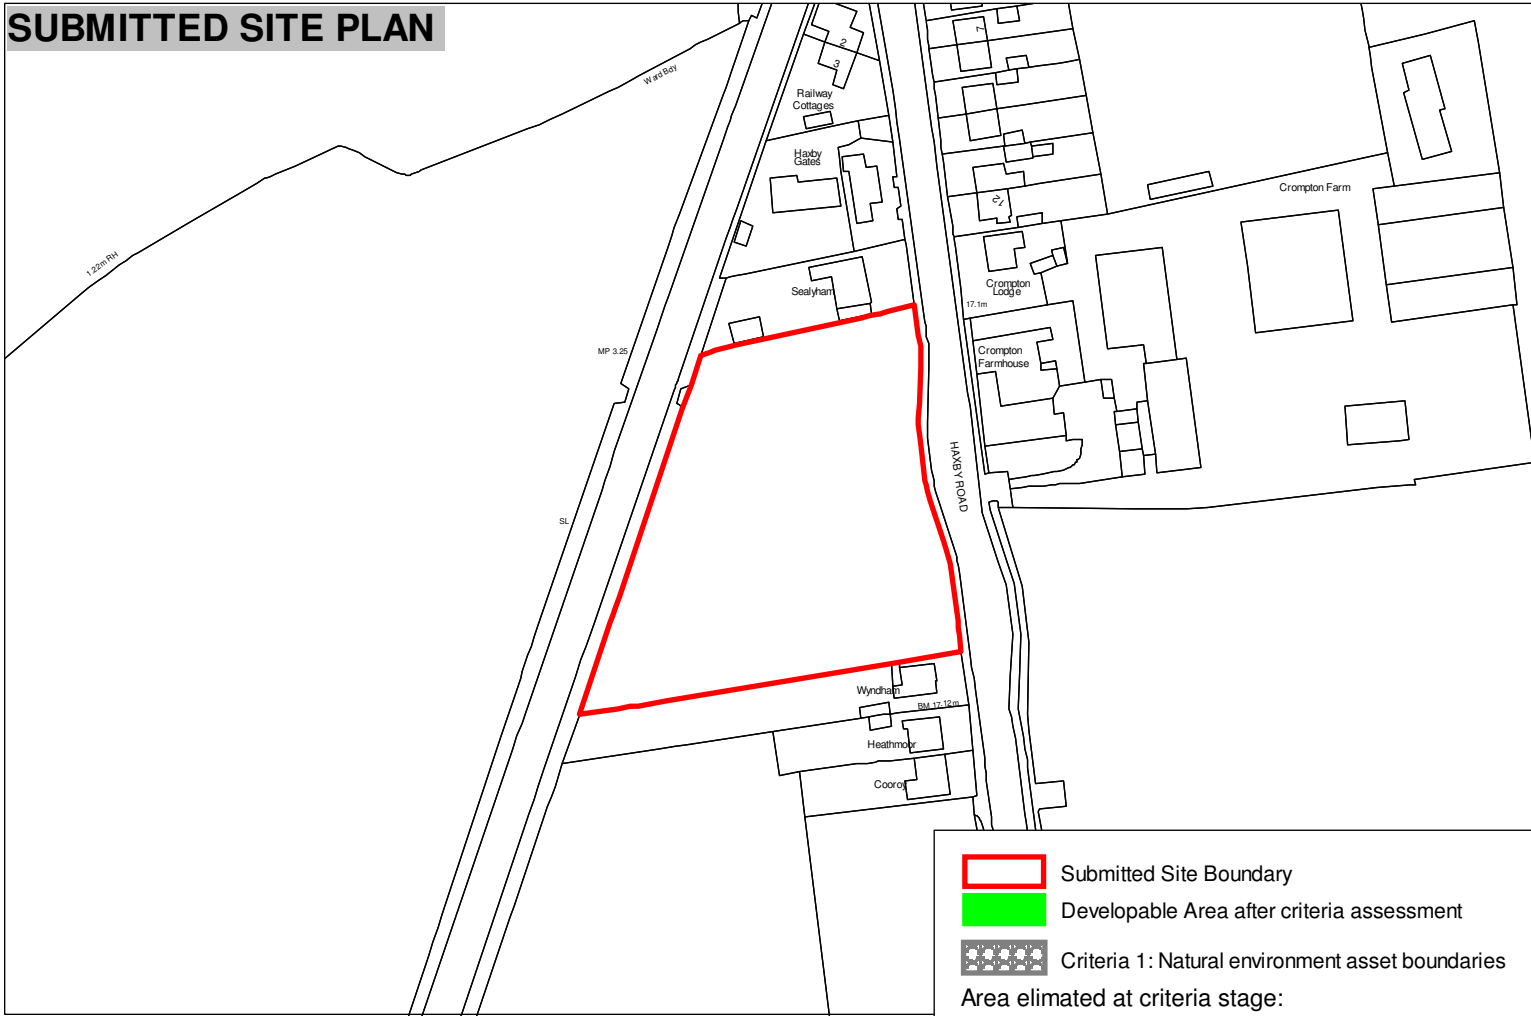 SUBMITTED SITE PLAN
Ward Bdy
2
3
7
Railway
Cottages
Haxby
Gates
Crompton Farm
12
1.22m RH
Sealyham
Crompton
Lodge
17.1m
MP 3.25
Crompton
Farmhouse
HAXBY ROAD
SL
Wyndham
BM 17.12m
Heathmoor
Cooroy
Submitted Site Boundary
Developable Area after criteria assessment
Criteria 1: Natural environment asset boundaries
Area elimated at criteria stage: